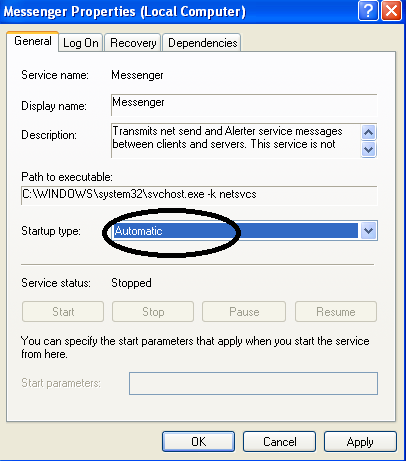 Messenger Properties (Local Computer)
General Log On Recovery Dependencies
Service name: Messenger
Display name: Messenger
Description: Transmits net send and Alerter service messages
between clients and servers. This service is not
Path to executable:
C:\WINDOWS\system32\svchost.exe -k netsvcs
Startup type: Automatic
Service status: Stopped
Start Stop Pause Resume
You can specify the start parameters that apply when you start the service
from here.
Start parameters:
OK Cancel Apply